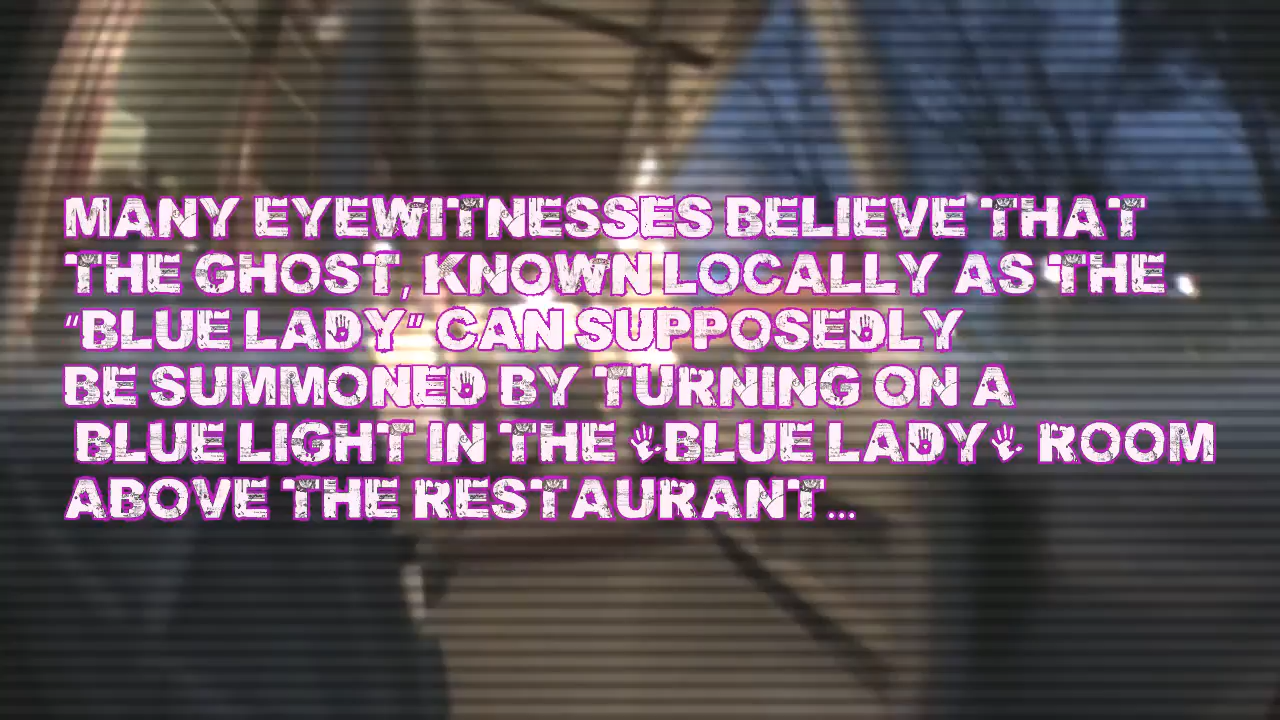 MANY EYEWITNESSES BELIEVE THAT
THE GHOST, KNOWN LOCALLY AS THE
"BLUE LADY" CAN SUPPOSEDLY
BE SUMMONED BY TURNING ON A
BLUE LIGHT IN THE BLUE LADY ROOM
ABOVE THE RESTAURANT...